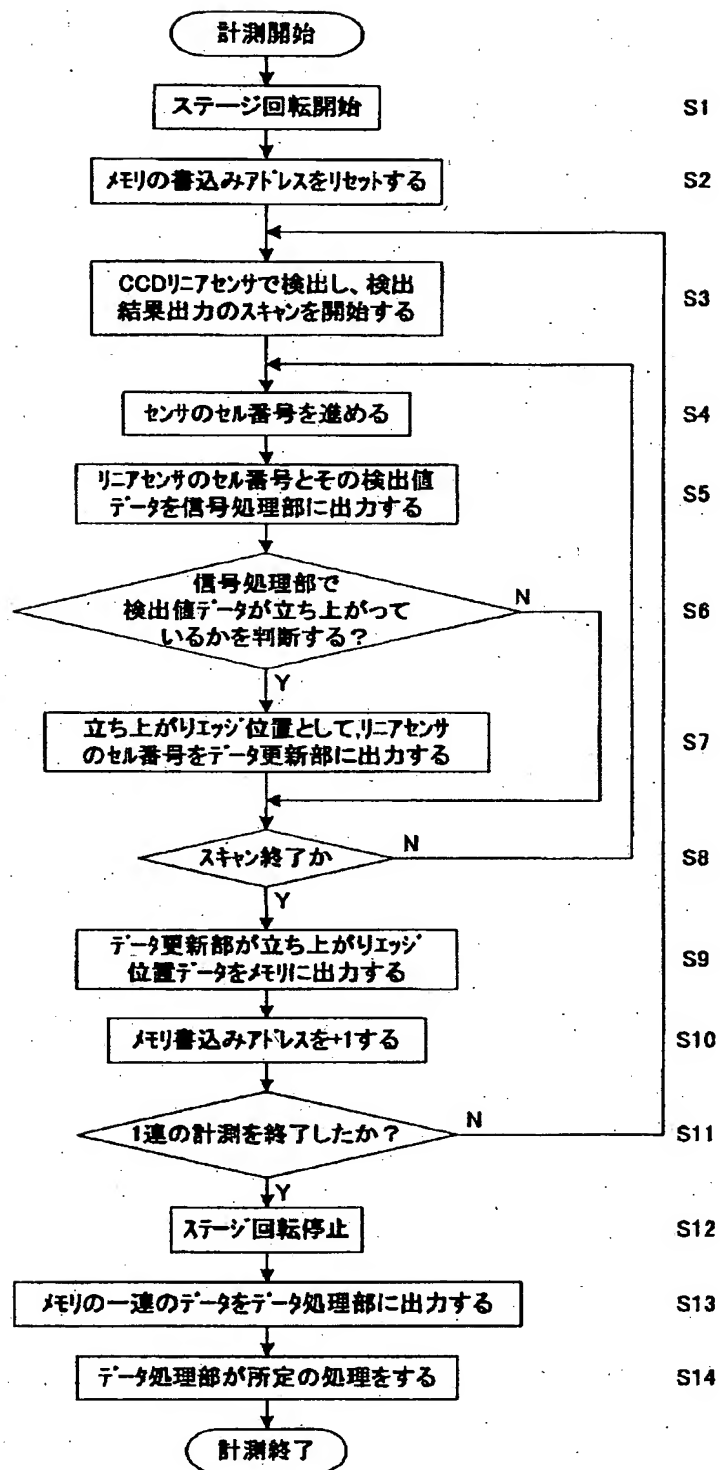 計測開始
ステージ回転開始
S1
メモリの書込みアドレスをリセットする
S2
CCDリニアセンサで検出し、検出
結果出力のスキャンを開始する
S3
センサのセル番号を進める
S4
リニアセンサのセル番号とその検出値
データを信号処理部に出力する
S5
信号処理部で
検出値データが立ち上がって
いるかを判断する？
N
S6
Y
立ち上がりエッジ位置として,リニアセンサ
のセル番号をデータ更新部に出力する
S7
スキャン終了か
N
S8
Y
データ更新部が立ち上がりエッジ
位置データをメモリに出力する
S9
メモリ書込みアドレスを+1する
S10
1連の計測を終了したか？
N
S11
Y
ステージ回転停止
S12
メモリの一連のデータをデータ処理部に出力する
S13
データ処理部が所定の処理をする
S14
計測終了